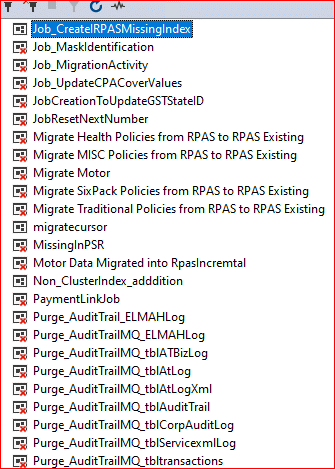 Job_CreateIRPASMissingIndex
Job_MaskIdentification
Job_MigrationActivity
Job_UpdateCPACoverValues
JobCreationToUpdateGSTStateID
JobResetNextNumber
Migrate Health Policies from RPAS to RPAS Existing
Migrate MISC Policies from RPAS to RPAS Existing
Migrate Motor
Migrate SixPack Policies from RPAS to RPAS Existing
Migrate Traditional Policies from RPAS to RPAS Existing
migratecursor
MissingInPSR
Motor Data Migrated into RpasIncremtal
Non_ClusterIndex_adddition
PaymentLinkJob
Purge_AuditTrail_ELMAHLog
Purge_AuditTrailMQ_ELMAHLog
Purge_AuditTrailMQ_tblATBizLog
Purge_AuditTrailMQ_tblAtLog
Purge_AuditTrailMQ_tblAtLogXml
Purge_AuditTrailMQ_tblAuditTrail
Purge_AuditTrailMQ_tblCorpAuditLog
Purge_AuditTrailMQ_tblServicexmlLog
Purge_AuditTrailMQ_tbltransactions